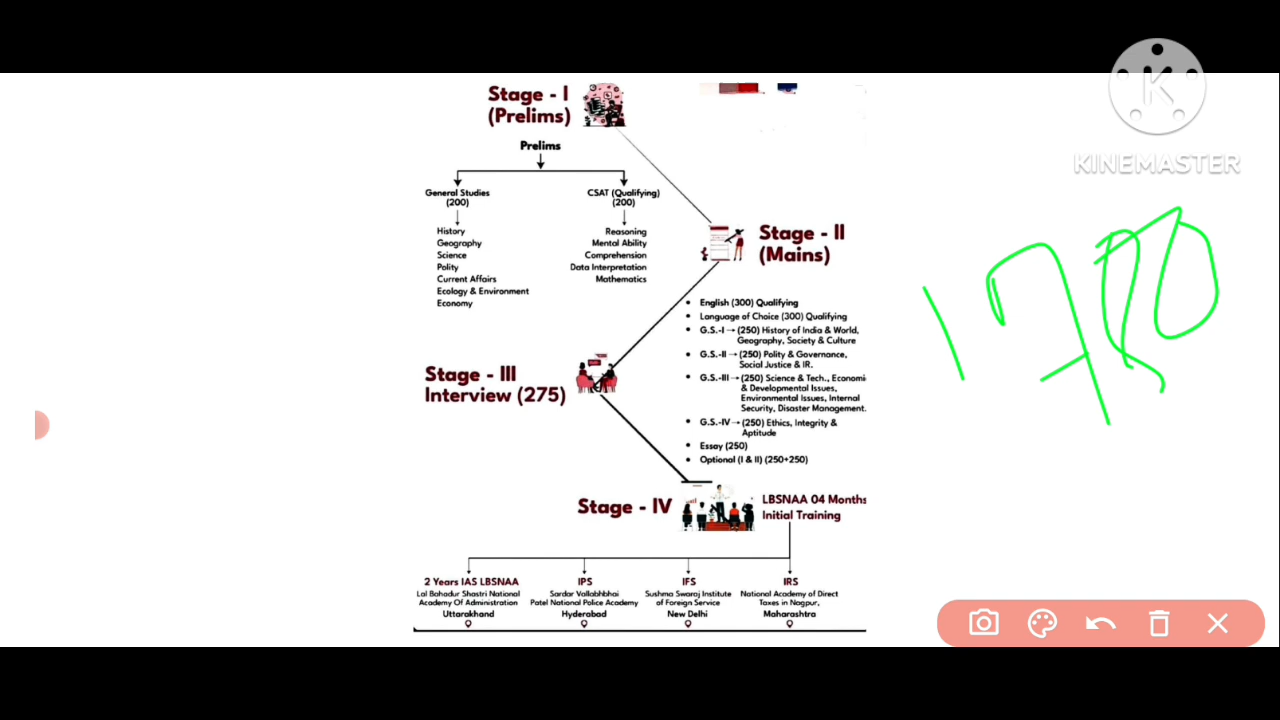 Stage - I
(Prelims)
Prelims
General Studies
(200)
History
Geography
Science
Polity
Current Affairs
Ecology & Environment
Economy
CSAT (Qualifying)
(200)
Reasoning
Mental Ability
Comprehension
Data Interpretation
Mathematics
Stage - II
(Mains)
English (300) Qualifying
Language of Choice (300) Qualifying
G.S.-I → (250) History of India & World,
Geography, Society & Culture
G.S.-II → (250) Polity & Governance,
Social Justice & IR.
G.S.-III → (250) Science & Tech., Economi
& Developmental Issues,
Environmental Issues, Internal
Security, Disaster Management.
G.S.-IV → (250) Ethics, Integrity &
Aptitude
Essay (250)
Optional (I & II) (250+250)
Stage - III
Interview (275)
Stage - IV
LBSNAA 04 Months
Initial Training
2 Years IAS LBSNAA
Lal Bahadur Shastri National
Academy Of Administration
Uttarakhand
IPS
Sardar Vallabhbhai
Patel National Police Academy
Hyderabad
IFS
Sushma Swaraj Institute
of Foreign Service
New Delhi
IRS
National Academy of Direct
Taxes in Nagpur,
Maharashtra
K
KINEMASTER